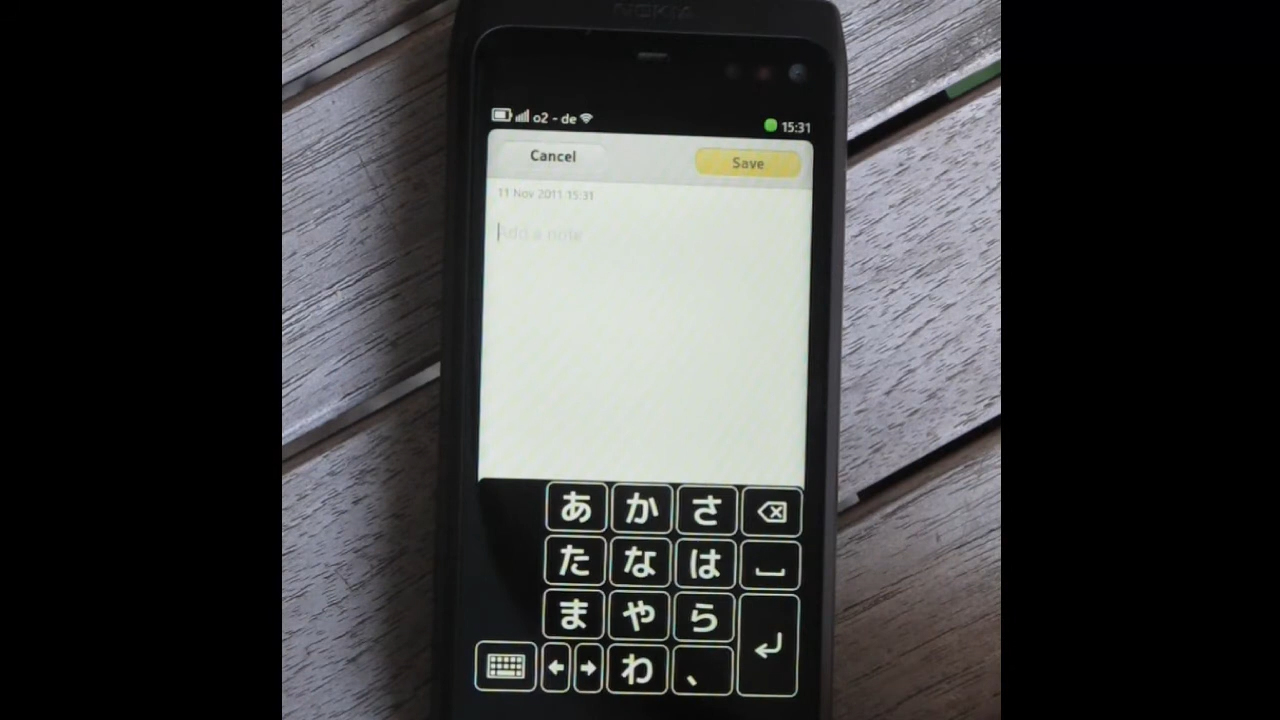 NOKIA
o2 - de 15:31
Cancel Save
11 Nov 2011 15:31
Add a note
あ か さ
た な は
ま や ら
わ 、